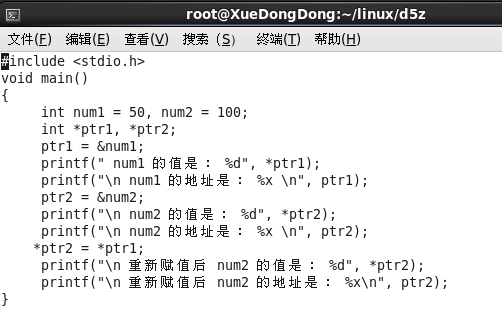 root@XueDongDong:~/linux/d5z
文件(F) 编辑(E) 查看(V) 搜索 (S) 终端(T) 帮助(H)
#include <stdio.h>
void main()
{
     int num1 = 50, num2 = 100;
     int *ptr1, *ptr2;
     ptr1 = &num1;
     printf(" num1 的值是： %d", *ptr1);
     printf("\n num1 的地址是： %x \n", ptr1);
     ptr2 = &num2;
     printf("\n num2 的值是： %d", *ptr2);
     printf("\n num2 的地址是： %x \n", ptr2);
    *ptr2 = *ptr1;
     printf("\n 重新赋值后 num2 的值是： %d", *ptr2);
     printf("\n 重新赋值后 num2 的地址是： %x\n", ptr2);
}